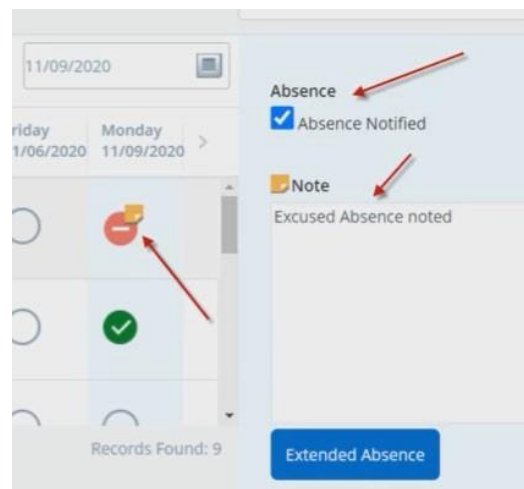 11/09/2020
riday
Monday
1/06/2020
11/09/2020
Records Found: 9
Absence
Absence Notified
Note
Excused Absence noted
Extended Absence